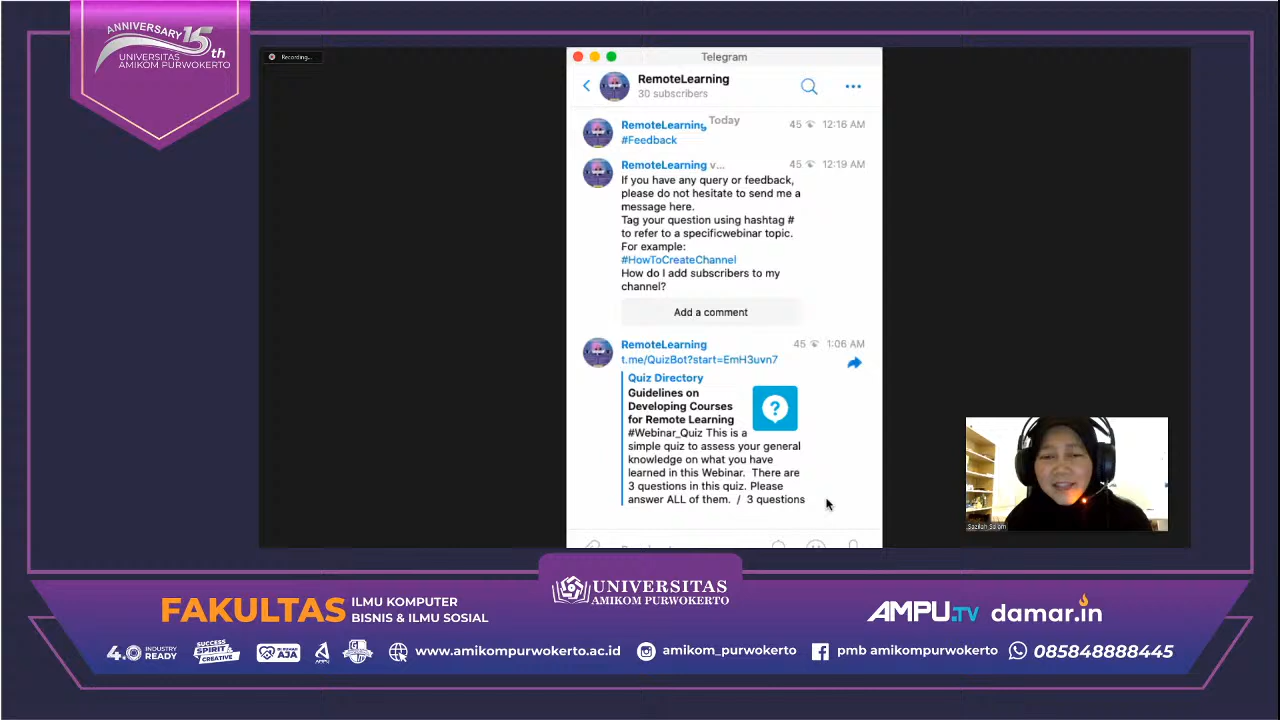 ANNIVERSARY 15th
UNIVERSITAS
AMIKOM PURWOKERTO
Recording...
Telegram
RemoteLearning
30 subscribers
Today
RemoteLearning
45 12:16 AM
#Feedback
RemoteLearning v...
45 12:19 AM
If you have any query or feedback,
please do not hesitate to send me a
message here.
Tag your question using hashtag #
to refer to a specificwebinar topic.
For example:
#HowToCreateChannel
How do I add subscribers to my
channel?
Add a comment
RemoteLearning
45 1:06 AM
t.me/QuizBot?start=EmH3uvn7
Quiz Directory
Guidelines on
Developing Courses
for Remote Learning
#Webinar_Quiz This is a
simple quiz to assess your general
knowledge on what you have
learned in this Webinar. There are
3 questions in this quiz. Please
answer ALL of them. / 3 questions
Sazilah Salam
UNIVERSITAS
AMIKOM PURWOKERTO
FAKULTAS
ILMU KOMPUTER
BISNIS & ILMU SOSIAL
AMPU.TV
damar.in
4.0 INDUSTRY
READY
SUCCESS
SPIRIT
CREATIVE
AJA
www.amikompurwokerto.ac.id
amikom_purwokerto
pmb amikompurwokerto
085848888445